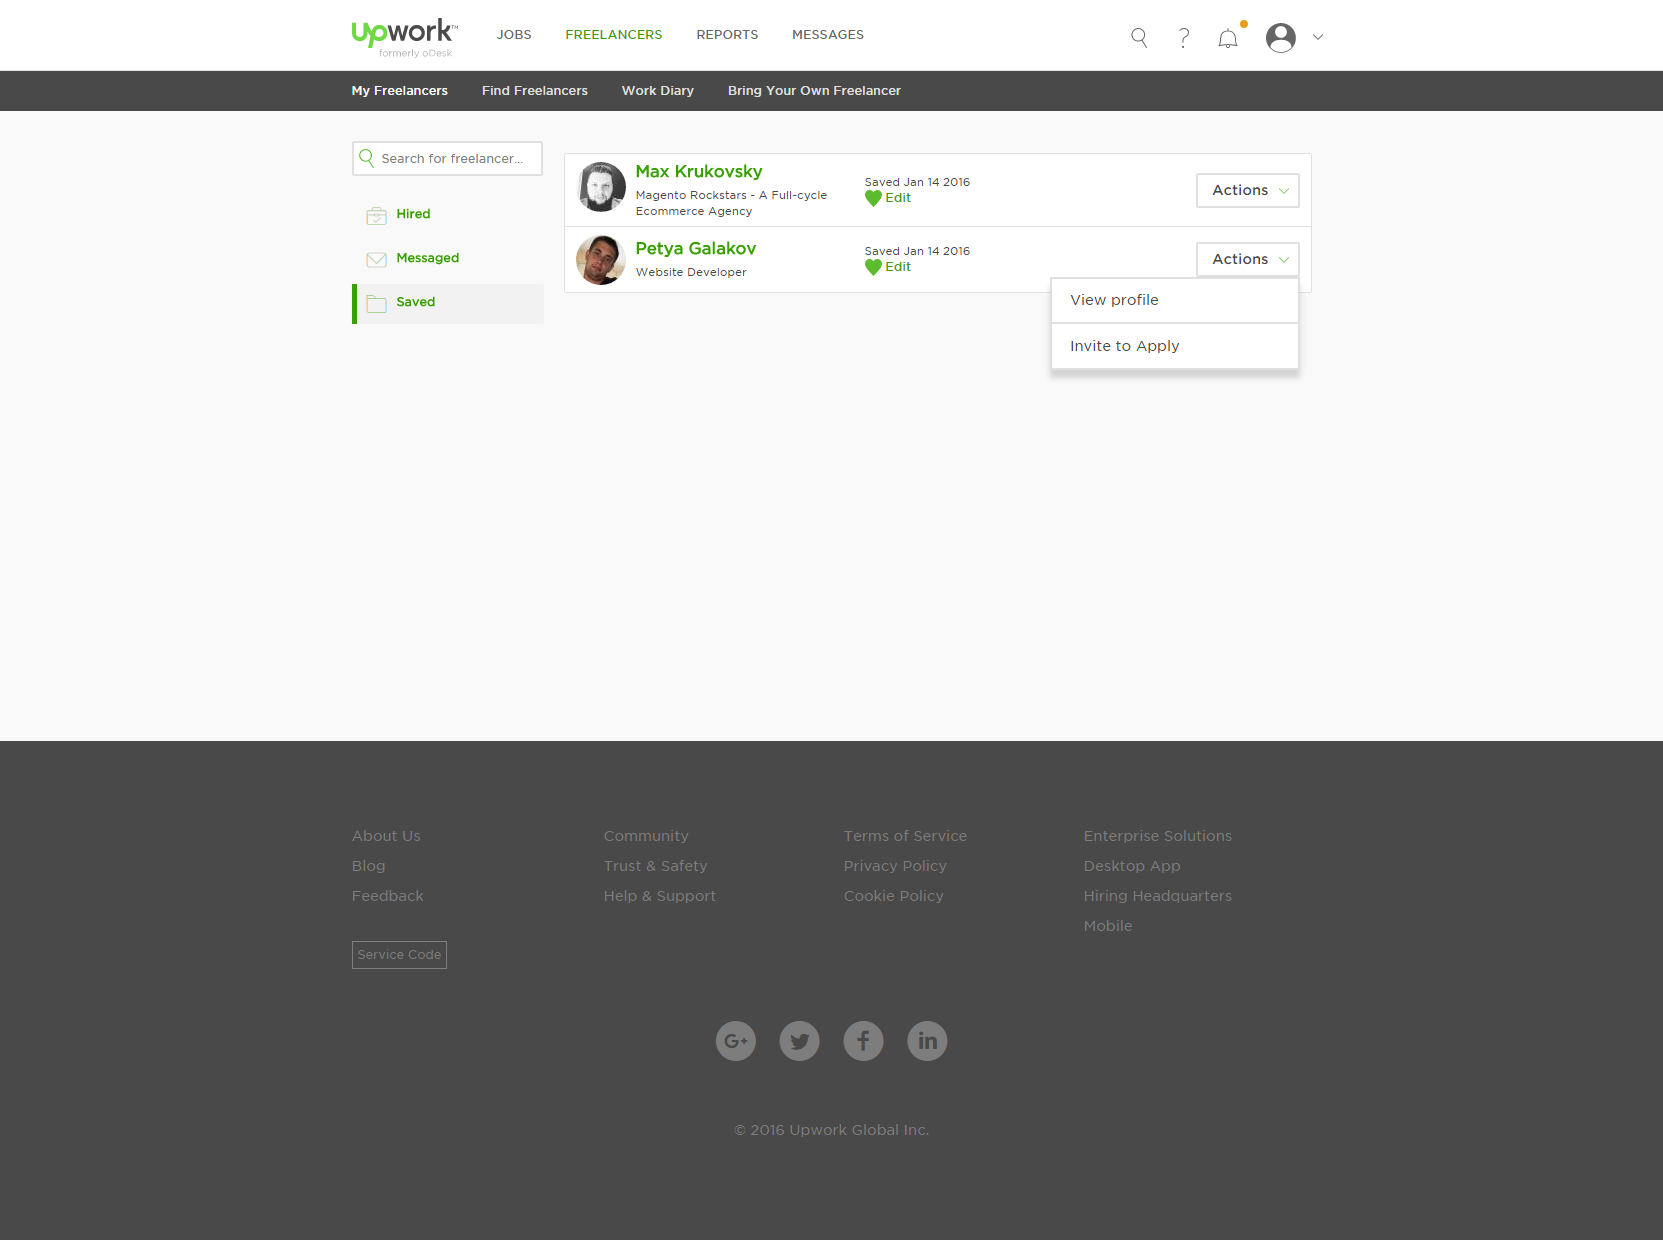 Upwork™
formerly oDesk
JOBS
FREELANCERS
REPORTS
MESSAGES
My Freelancers
Find Freelancers
Work Diary
Bring Your Own Freelancer
Search for freelancer...
Hired
Messaged
Saved
Max Krukovsky
Magento Rockstars - A Full-cycle
Ecommerce Agency
Saved Jan 14 2016
Edit
Actions
Petya Galakov
Website Developer
Saved Jan 14 2016
Edit
Actions
View profile
Invite to Apply
About Us
Blog
Feedback
Community
Trust & Safety
Help & Support
Terms of Service
Privacy Policy
Cookie Policy
Enterprise Solutions
Desktop App
Hiring Headquarters
Mobile
Service Code
© 2016 Upwork Global Inc.